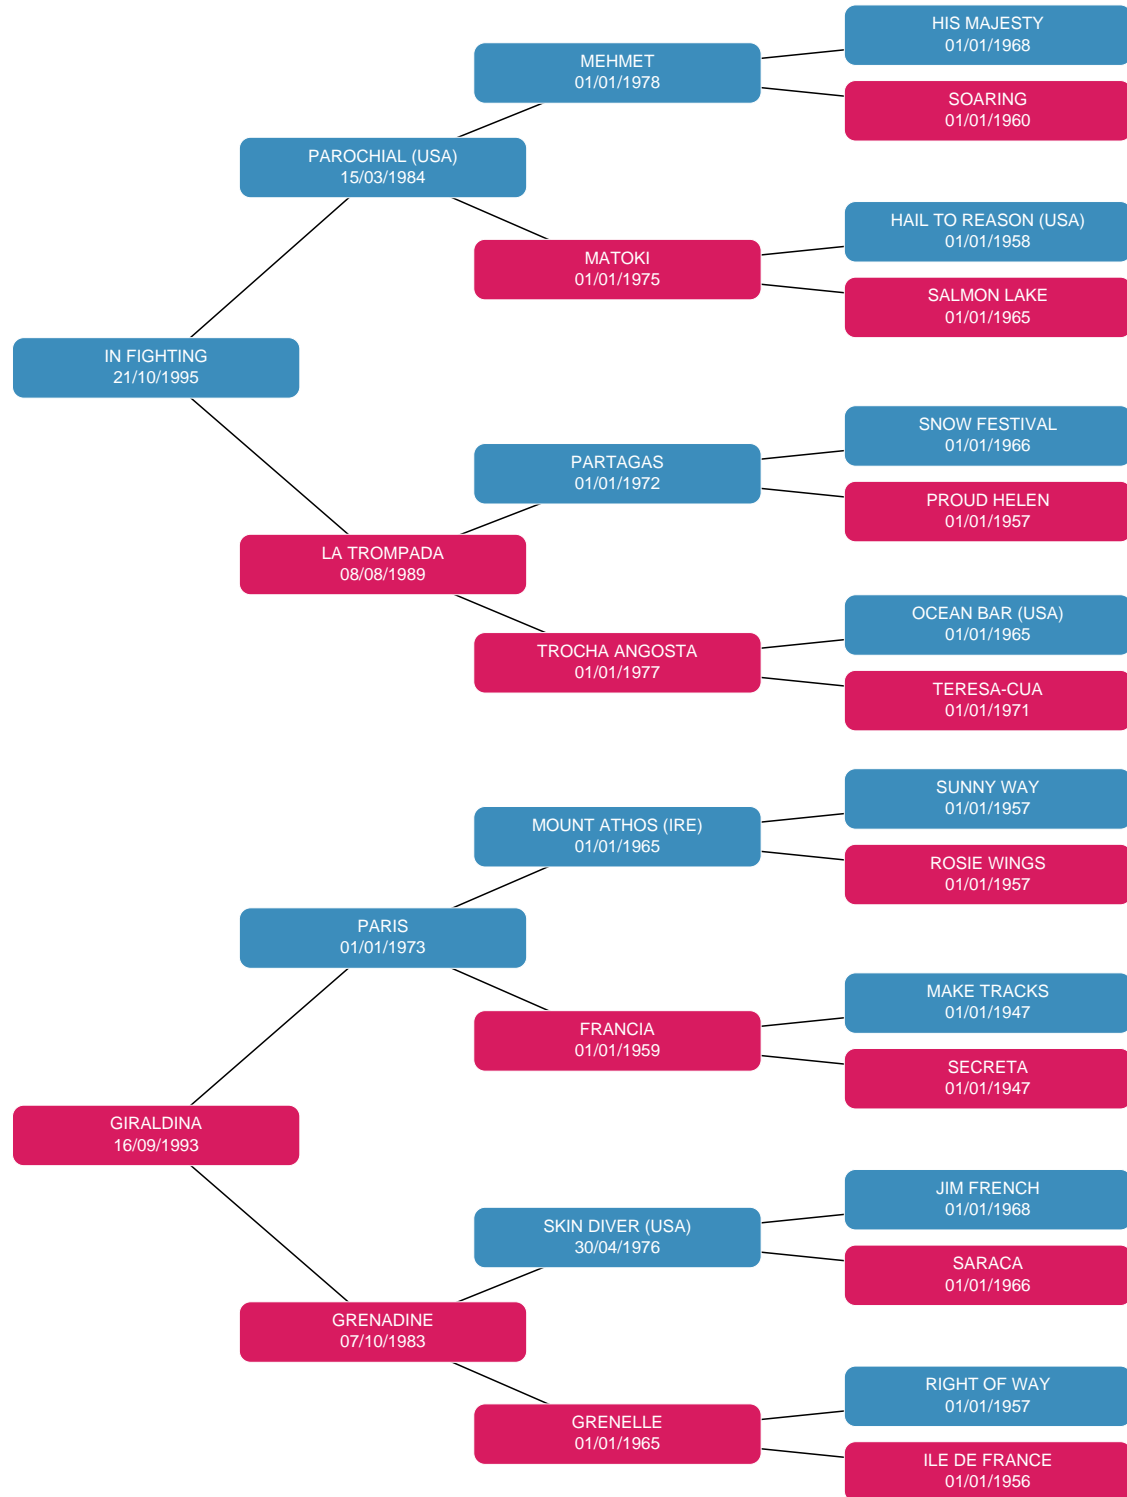 HIS MAJESTY
01/01/1968
MEHMET
01/01/1978
SOARING
01/01/1960
PAROCHIAL (USA)
15/03/1984
HAIL TO REASON (USA)
01/01/1958
MATOKI
01/01/1975
SALMON LAKE
01/01/1965
IN FIGHTING
21/10/1995
SNOW FESTIVAL
01/01/1966
PARTAGAS
01/01/1972
PROUD HELEN
01/01/1957
LA TROMPADA
08/08/1989
OCEAN BAR (USA)
01/01/1965
TROCHA ANGOSTA
01/01/1977
TERESA-CUA
01/01/1971
SUNNY WAY
01/01/1957
MOUNT ATHOS (IRE)
01/01/1965
ROSIE WINGS
01/01/1957
PARIS
01/01/1973
MAKE TRACKS
01/01/1947
FRANCIA
01/01/1959
SECRETA
01/01/1947
GIRALDINA
16/09/1993
JIM FRENCH
01/01/1968
SKIN DIVER (USA)
30/04/1976
SARACA
01/01/1966
GRENADINE
07/10/1983
RIGHT OF WAY
01/01/1957
GRENELLE
01/01/1965
ILE DE FRANCE
01/01/1956